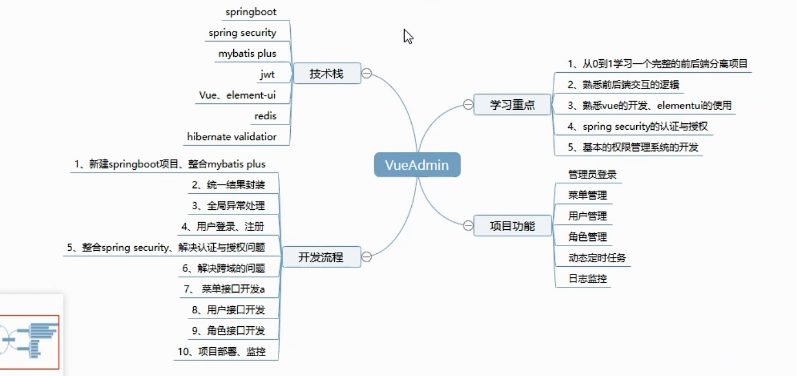 VueAdmin
技术栈
springboot
spring security
mybatis plus
jwt
Vue、element-ui
redis
hibernate validatior
开发流程
1、新建springboot项目、整合mybatis plus
2、统一结果封装
3、全局异常处理
4、用户登录、注册
5、整合spring security、解决认证与授权问题
6、解决跨域的问题
7、 菜单接口开发a
8、用户接口开发
9、角色接口开发
10、项目部署、监控
学习重点
1、从0到1学习一个完整的前后端分离项目
2、熟悉前后端交互的逻辑
3、熟悉vue的开发、elementui的使用
4、spring security的认证与授权
5、基本的权限管理系统的开发
项目功能
管理员登录
菜单管理
用户管理
角色管理
动态定时任务
日志监控